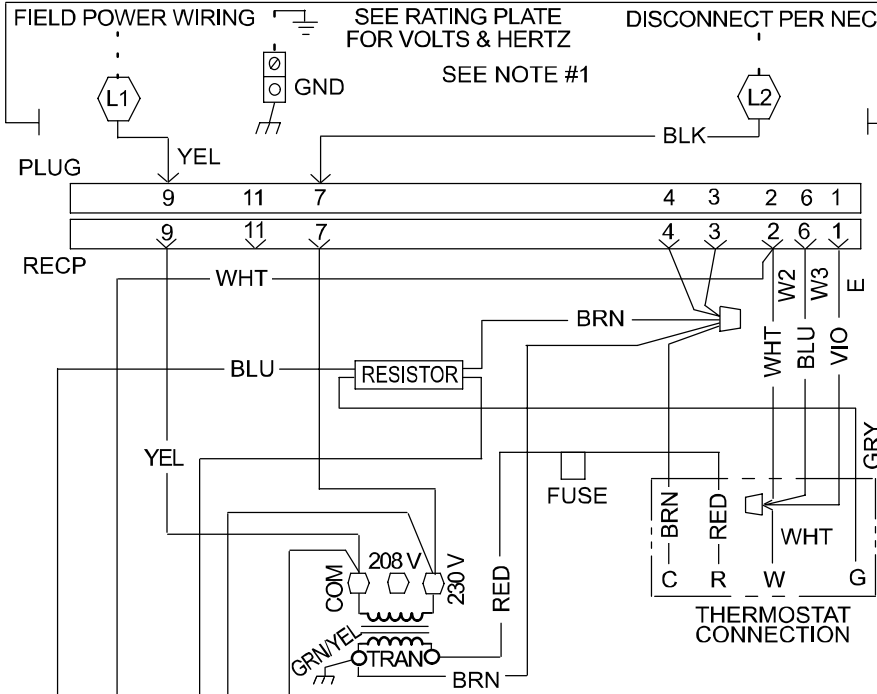 FIELD POWER WIRING
SEE RATING PLATE
FOR VOLTS & HERTZ
DISCONNECT PER NEC
SEE NOTE #1
L1
GND
L2
YEL
BLK
PLUG
9 11 7 4 3 2 6 1
9 11 7 4 3 2 6 1
RECP
WHT
W2
W3
E
BRN
WHT
BLU
VIO
BLU
RESISTOR
YEL
GRY
FUSE
BRN
RED
WHT
COM
208 V
230 V
RED
C R W G
THERMOSTAT
CONNECTION
GRN/YEL
TRAN
BRN